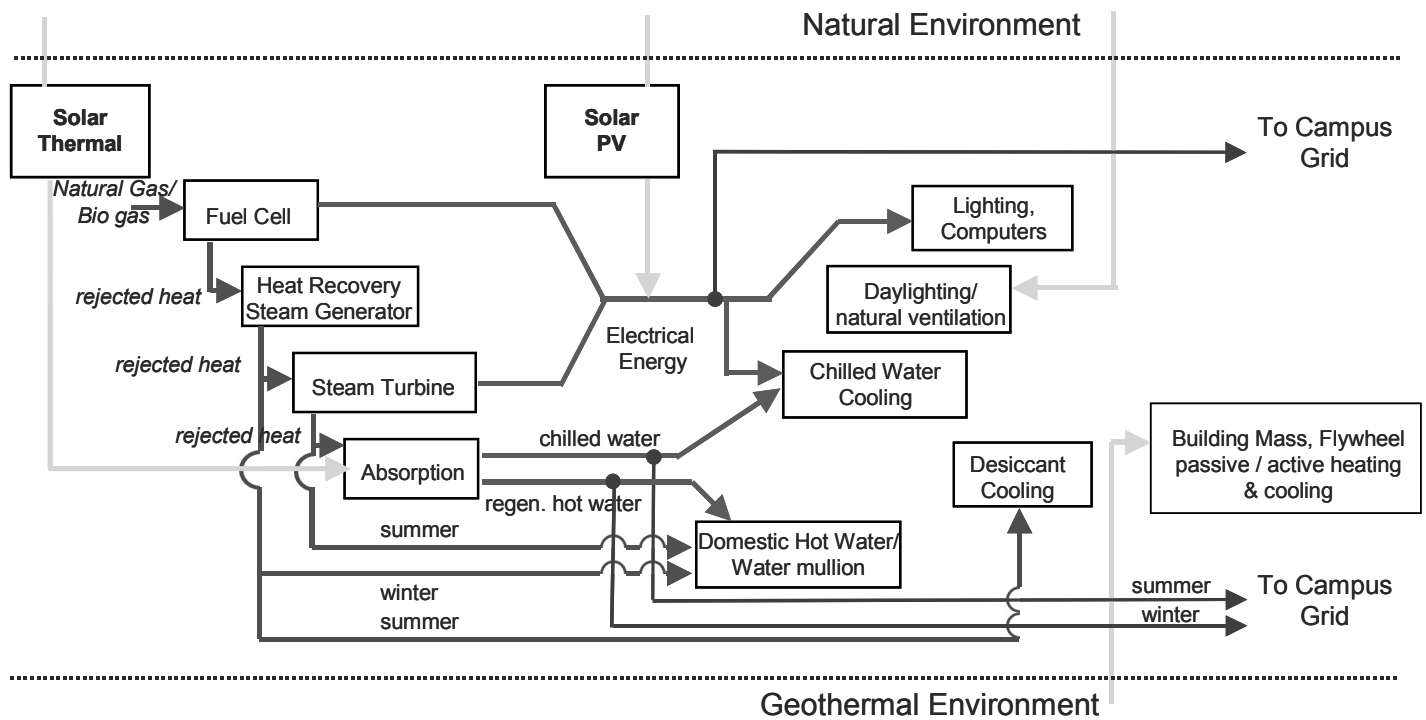 Natural Environment
Solar
Thermal
Solar
PV
To Campus
Grid
Natural Gas/
Bio gas
Fuel Cell
Lighting,
Computers
rejected heat
Heat Recovery
Steam Generator
Daylighting/
natural ventilation
Electrical
Energy
rejected heat
Steam Turbine
Chilled Water
Cooling
rejected heat
Absorption
chilled water
regen. hot water
Desiccant
Cooling
Building Mass, Flywheel
passive / active heating
& cooling
summer
Domestic Hot Water/
Water mullion
winter
summer
summer
winter
To Campus
Grid
Geothermal Environment